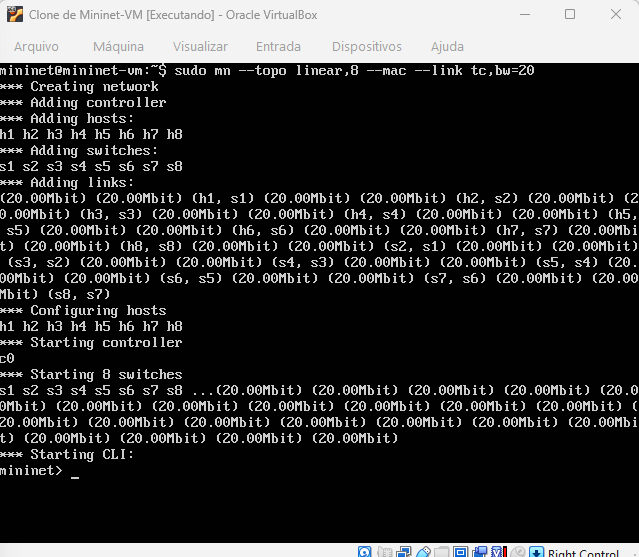 Clone de Mininet-VM [Executando] - Oracle VirtualBox
Arquivo Máquina Visualizar Entrada Dispositivos Ajuda
mininet@mininet-vm:~$ sudo mn --topo linear,8 --mac --link tc,bw=20
*** Creating network
*** Adding controller
*** Adding hosts:
h1 h2 h3 h4 h5 h6 h7 h8
*** Adding switches:
s1 s2 s3 s4 s5 s6 s7 s8
*** Adding links:
(20.00Mbit) (20.00Mbit) (h1, s1) (20.00Mbit) (20.00Mbit) (h2, s2) (20.00Mbit) (2
0.00Mbit) (h3, s3) (20.00Mbit) (20.00Mbit) (h4, s4) (20.00Mbit) (20.00Mbit) (h5,
s5) (20.00Mbit) (20.00Mbit) (h6, s6) (20.00Mbit) (20.00Mbit) (h7, s7) (20.00Mbi
t) (20.00Mbit) (h8, s8) (20.00Mbit) (20.00Mbit) (s2, s1) (20.00Mbit) (20.00Mbit)
(s3, s2) (20.00Mbit) (20.00Mbit) (s4, s3) (20.00Mbit) (20.00Mbit) (s5, s4) (20.
00Mbit) (20.00Mbit) (s6, s5) (20.00Mbit) (20.00Mbit) (s7, s6) (20.00Mbit) (20.00
Mbit) (s8, s7)
*** Configuring hosts
h1 h2 h3 h4 h5 h6 h7 h8
*** Starting controller
c0
*** Starting 8 switches
s1 s2 s3 s4 s5 s6 s7 s8 ...(20.00Mbit) (20.00Mbit) (20.00Mbit) (20.00Mbit) (20.0
0Mbit) (20.00Mbit) (20.00Mbit) (20.00Mbit) (20.00Mbit) (20.00Mbit) (20.00Mbit) (
20.00Mbit) (20.00Mbit) (20.00Mbit) (20.00Mbit) (20.00Mbit) (20.00Mbit) (20.00Mbi
t) (20.00Mbit) (20.00Mbit) (20.00Mbit) (20.00Mbit)
*** Starting CLI:
mininet> _
Right Control